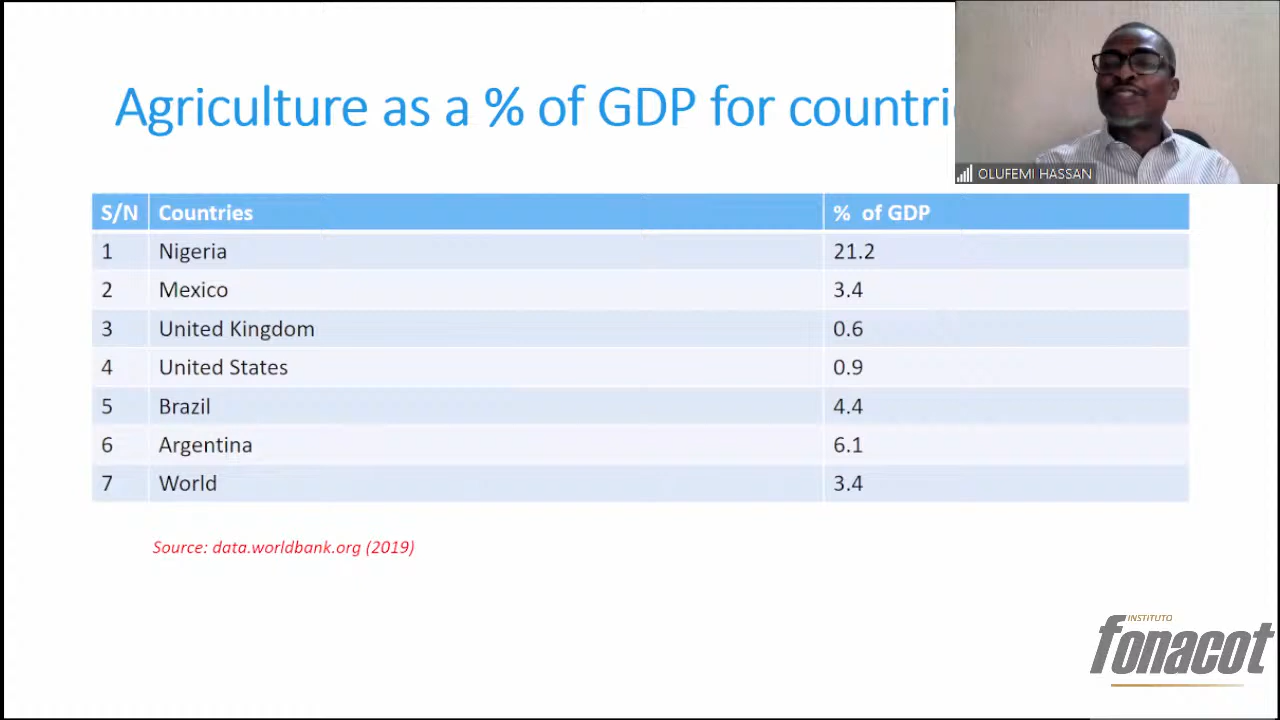 Agriculture as a % of GDP for countri
OLUFEMI HASSAN
S/N Countries % of GDP
1 Nigeria 21.2
2 Mexico 3.4
3 United Kingdom 0.6
4 United States 0.9
5 Brazil 4.4
6 Argentina 6.1
7 World 3.4
Source: data.worldbank.org (2019)
INSTITUTO
fonacot